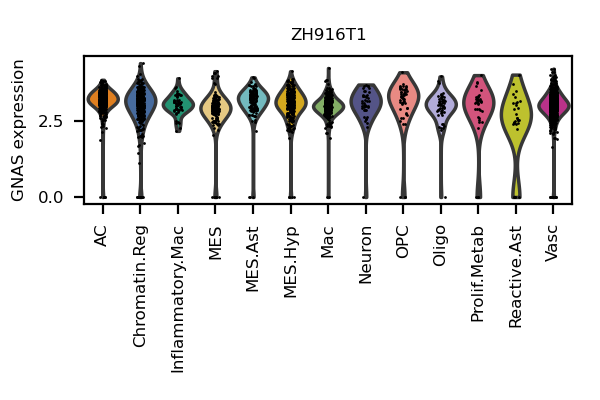 ZH916T1
GNAS expression
2.5
0.0
AC
Chromatin.Reg
Inflammatory.Mac
MES
MES.Ast
MES.Hyp
Mac
Neuron
OPC
Oligo
Prolif.Metab
Reactive.Ast
Vasc